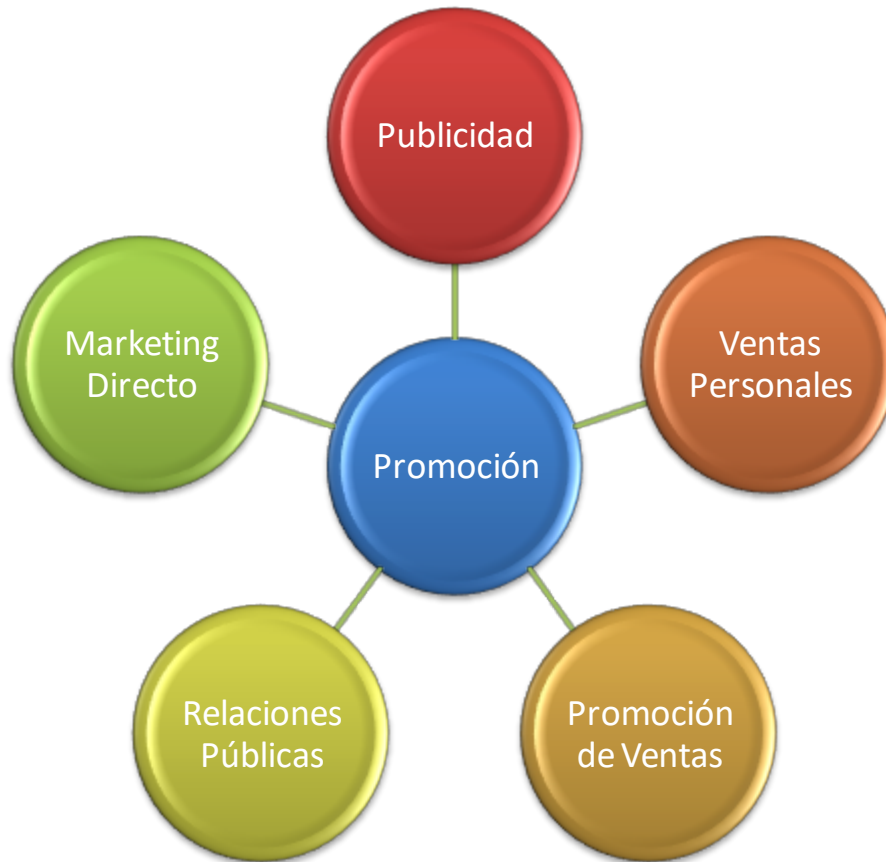 Publicidad
Marketing
Directo
Ventas
Personales
Promoción
Relaciones
Públicas
Promoción
de Ventas